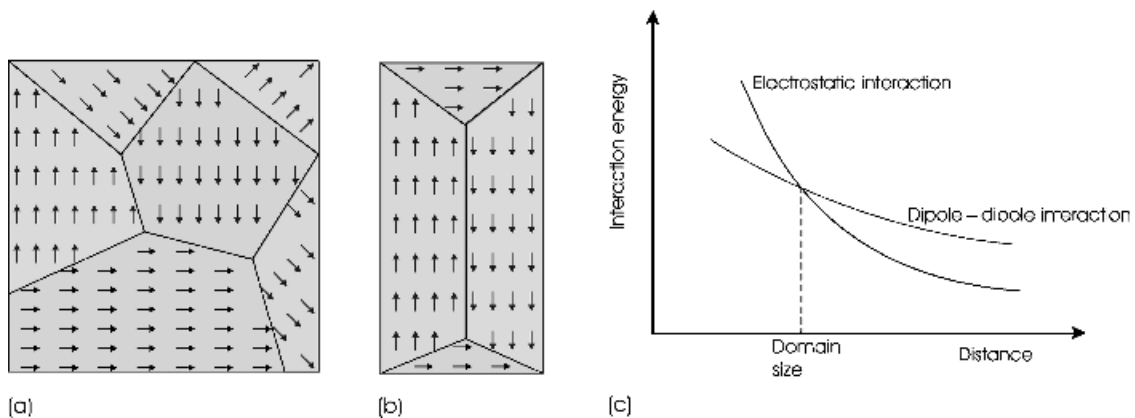 Interaction energy
Electrostatic interaction
Dipole – dipole interaction
Domain
size
Distance
(a)
(b)
(c)